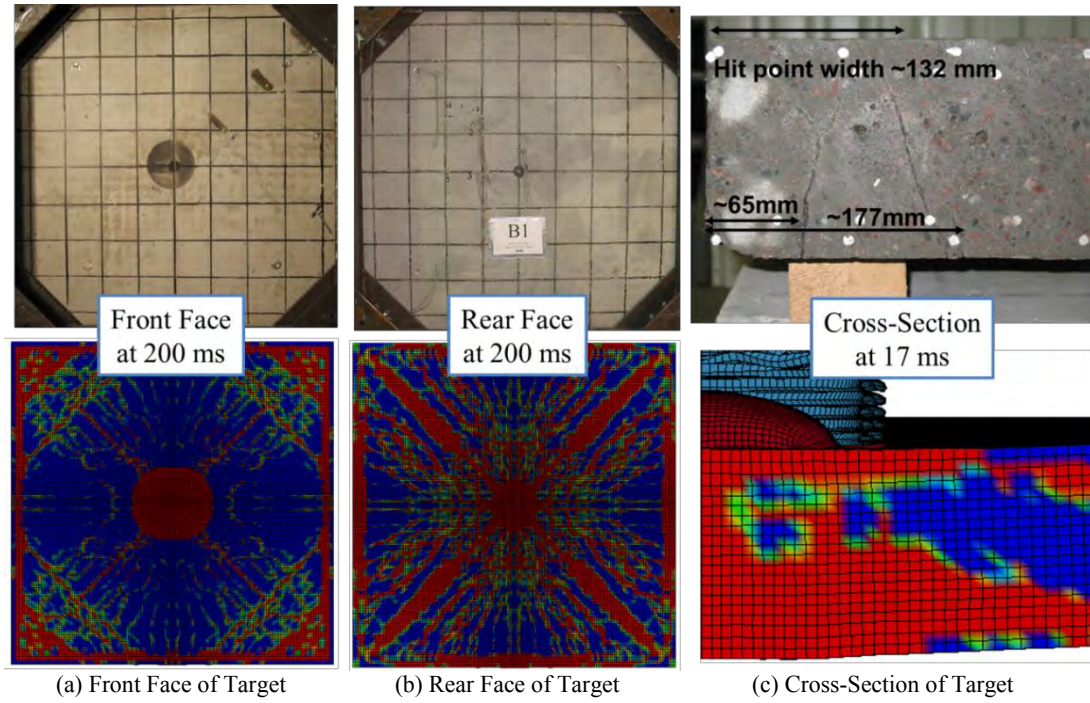 Hit point width ~132 mm
~65mm
~177mm
B1
Front Face
at 200 ms
Rear Face
at 200 ms
Cross-Section
at 17 ms
(a) Front Face of Target
(b) Rear Face of Target
(c) Cross-Section of Target